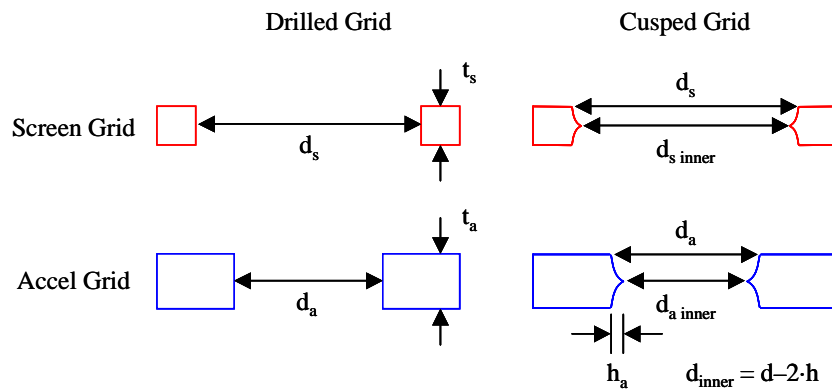 Drilled Grid
Cusped Grid
Screen Grid
t_s
d_s
d_s
d_s inner
Accel Grid
t_a
d_a
d_a
d_a inner
h_a
d_inner = d–2·h